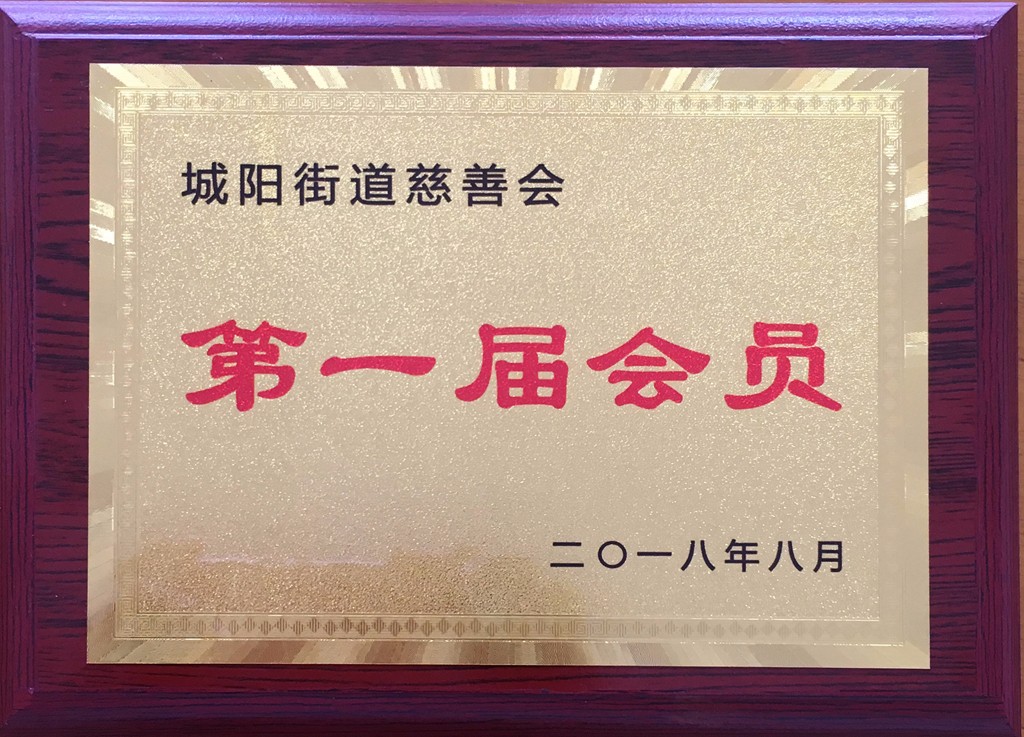 城阳街道慈善会
第一届会员
二〇一八年八月